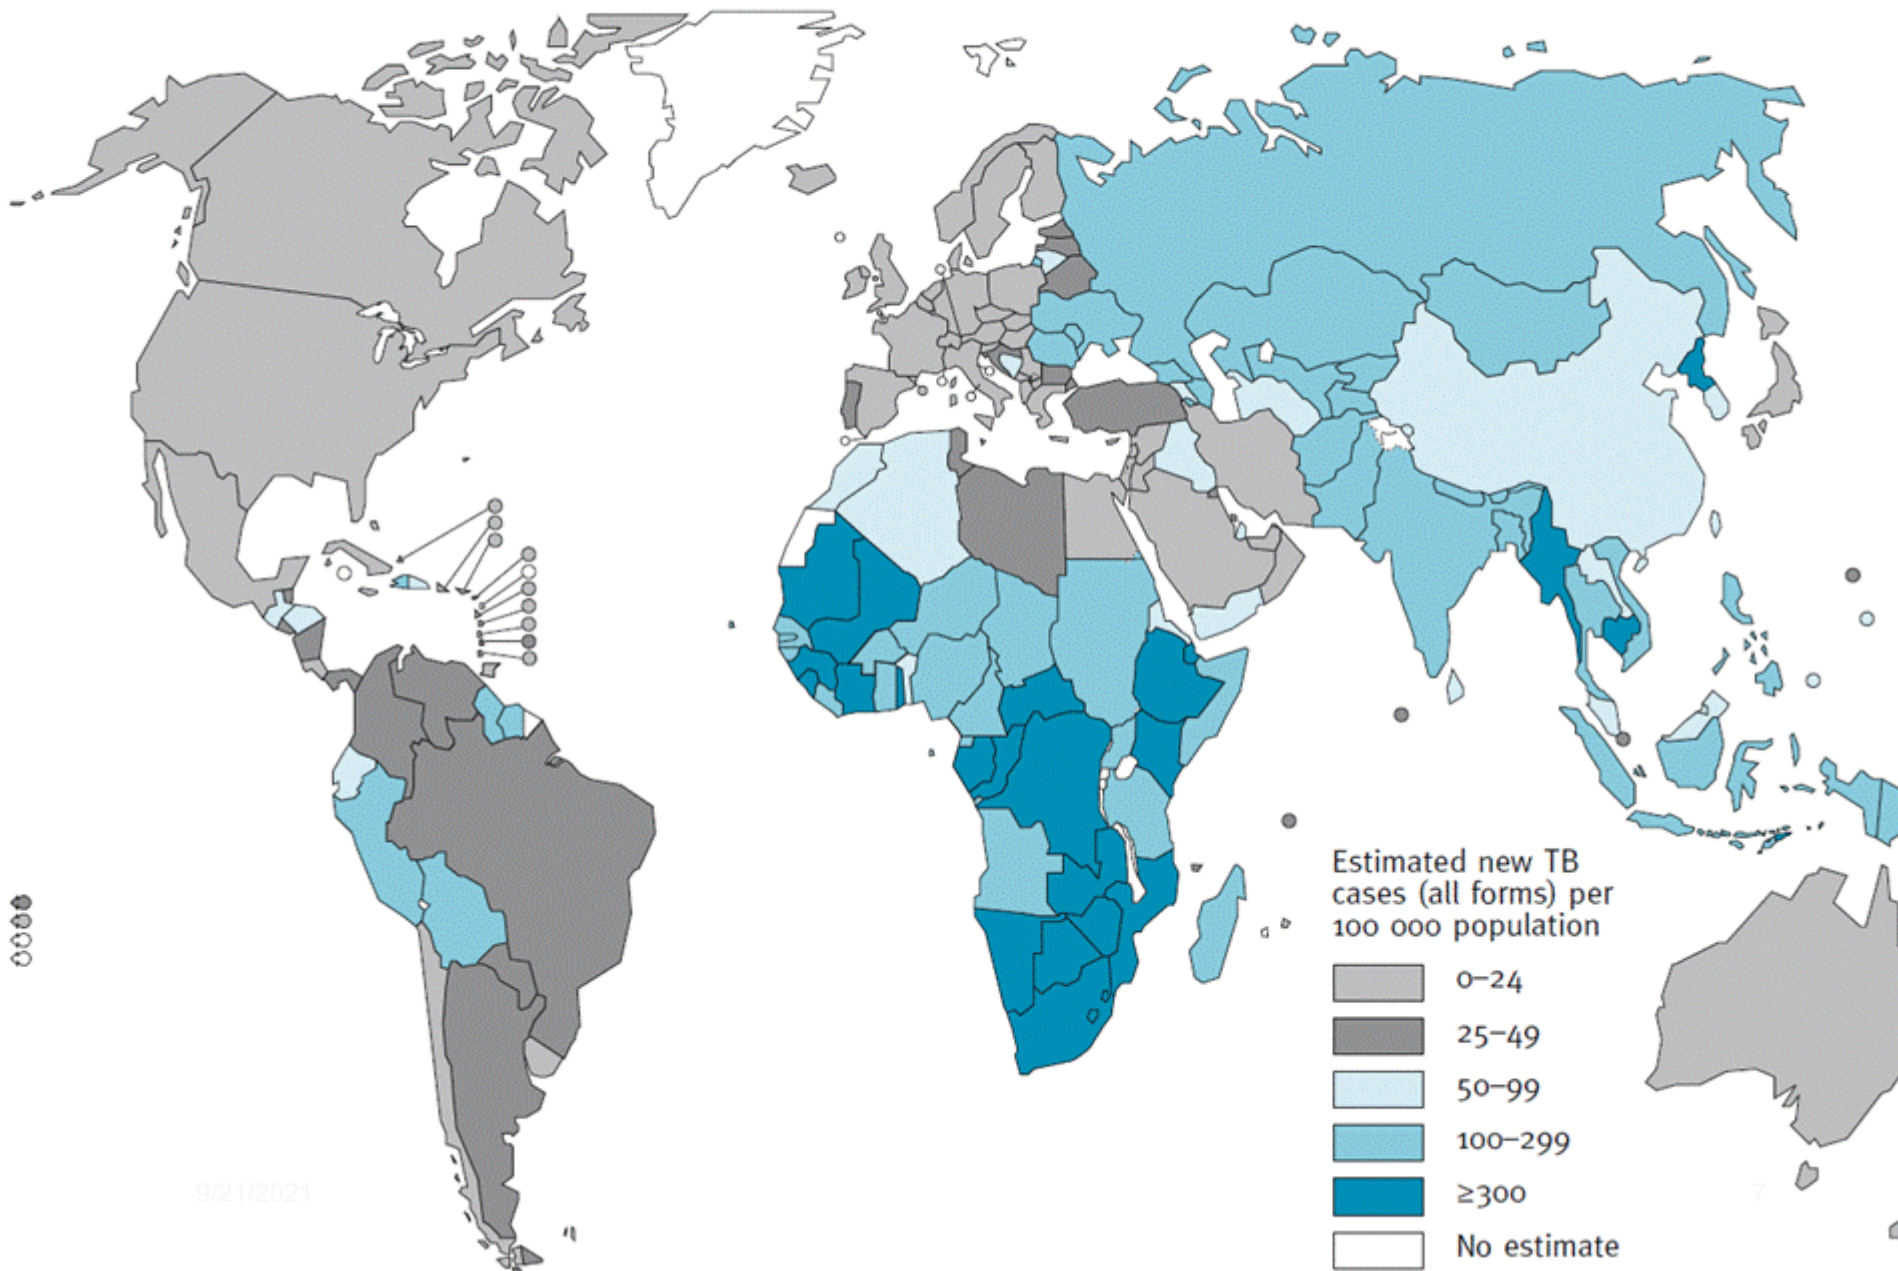 Estimated new TB
cases (all forms) per
100 000 population
0–24
25–49
50–99
100–299
≥300
No estimate
9/21/2021
7